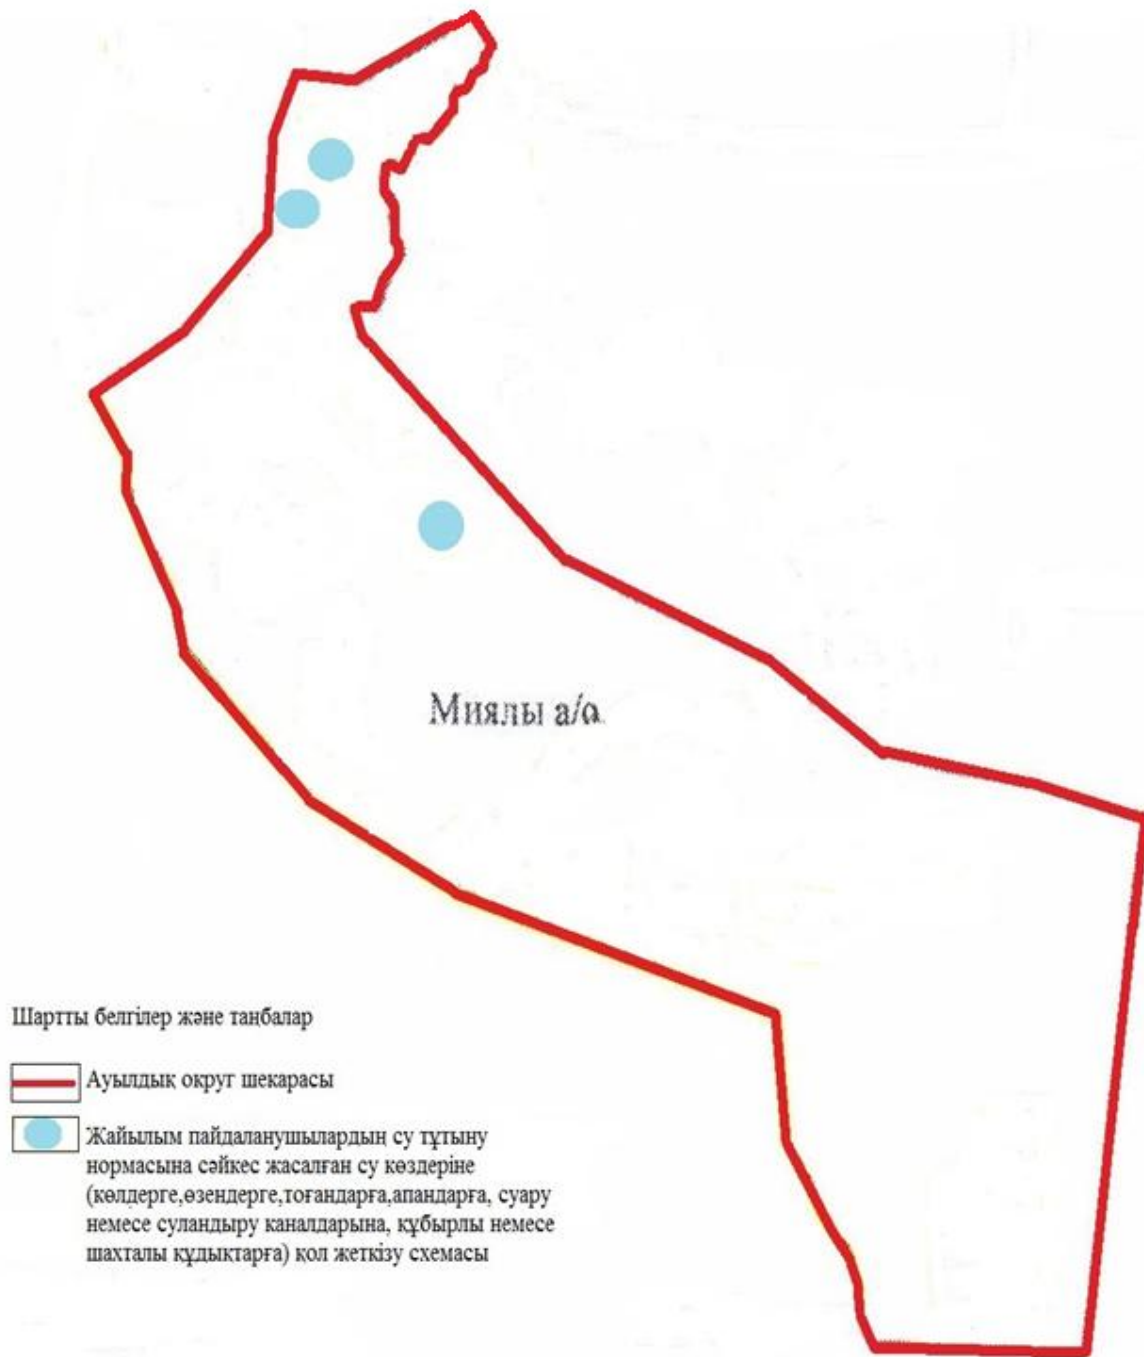 Миялы а/о
Шартты белгілер және таңбалар
Ауылдық округ шекарасы
Жайылым пайдаланушылардың су тұтыну
нормасына сәйкес жасалған су көздеріне
(көлдерге,өзендерге,тоғандарға,апандарға, суару
немесе суландыру каналдарына, құбырлы немесе
шахталы құдықтарға) қол жеткізу схемасы